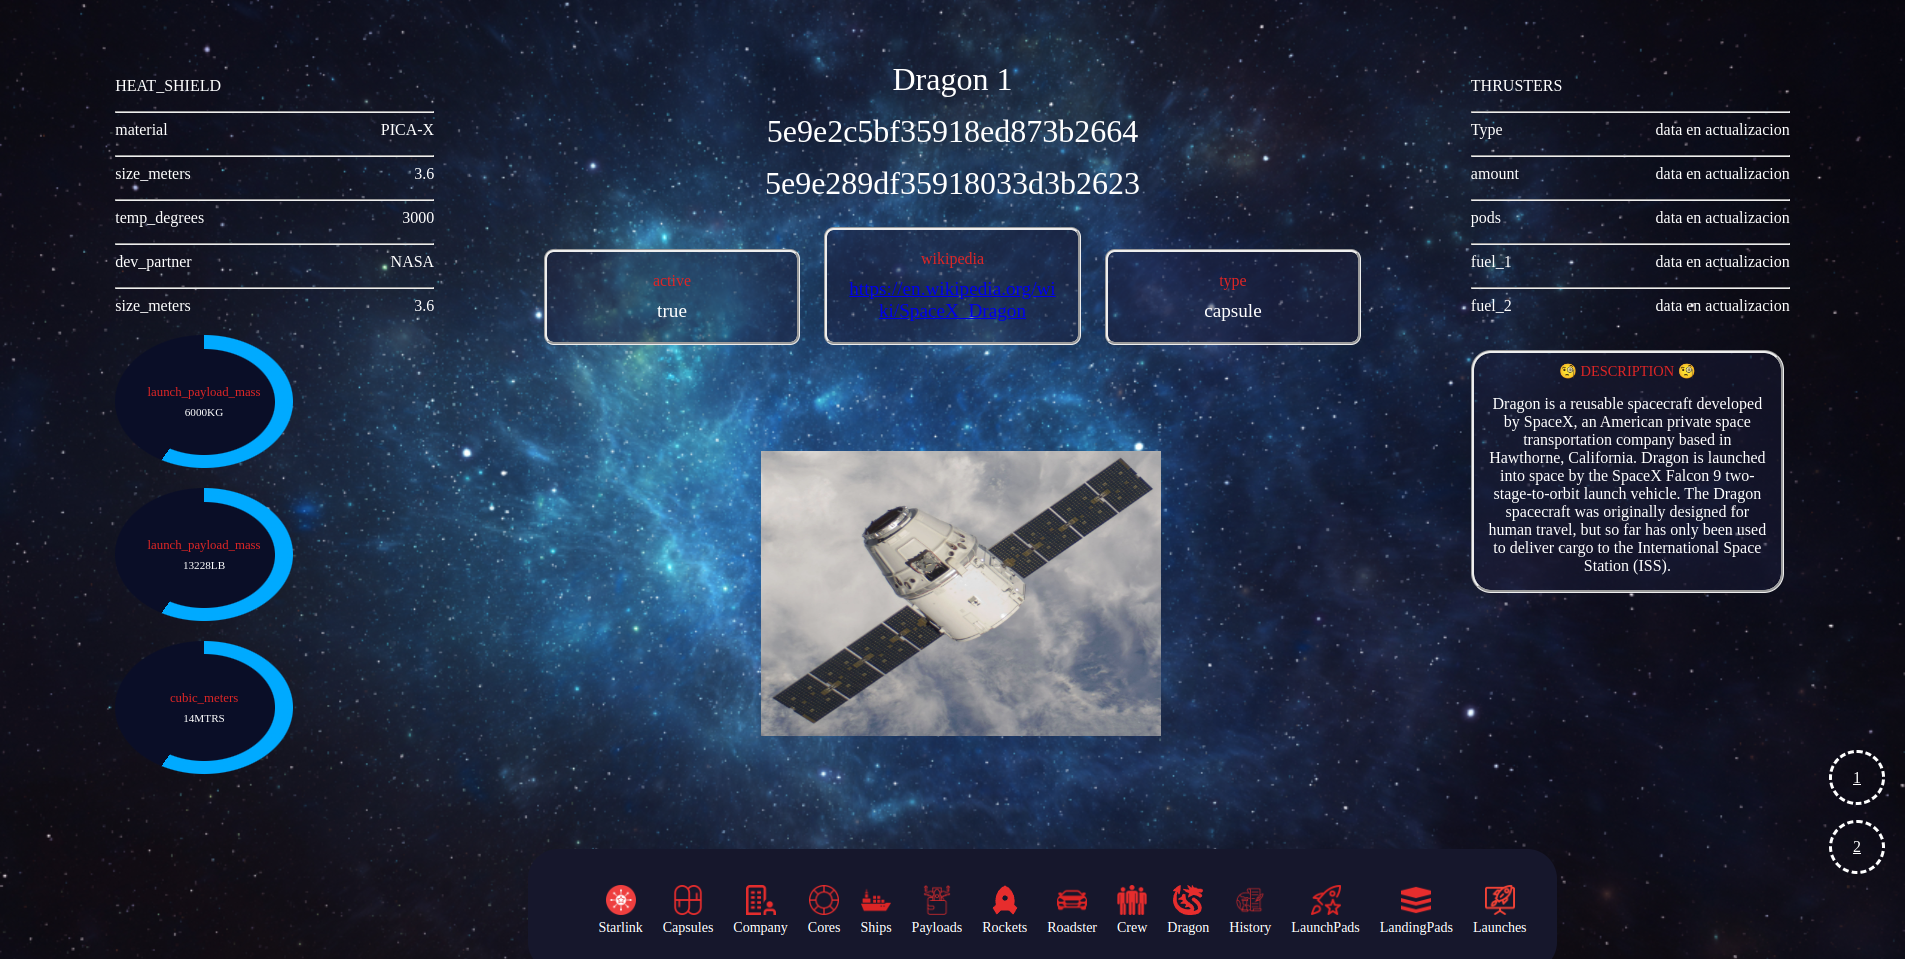 HEAT_SHIELD
material PICA-X
size_meters 3.6
temp_degrees 3000
dev_partner NASA
size_meters 3.6
launch_payload_mass
6000KG
launch_payload_mass
13228LB
cubic_meters
14MTRS
Dragon 1
5e9e2c5bf35918ed873b2664
5e9e289df35918033d3b2623
active
true
wikipedia
https://en.wikipedia.org/wi
ki/SpaceX_Dragon
type
capsule
THRUSTERS
Type data en actualizacion
amount data en actualizacion
pods data en actualizacion
fuel_1 data en actualizacion
fuel_2 data en actualizacion
🧐 DESCRIPTION 🧐
Dragon is a reusable spacecraft developed
by SpaceX, an American private space
transportation company based in
Hawthorne, California. Dragon is launched
into space by the SpaceX Falcon 9 two-
stage-to-orbit launch vehicle. The Dragon
spacecraft was originally designed for
human travel, but so far has only been used
to deliver cargo to the International Space
Station (ISS).
1
2
Starlink Capsules Company Cores Ships Payloads Rockets Roadster Crew Dragon History LaunchPads LandingPads Launches